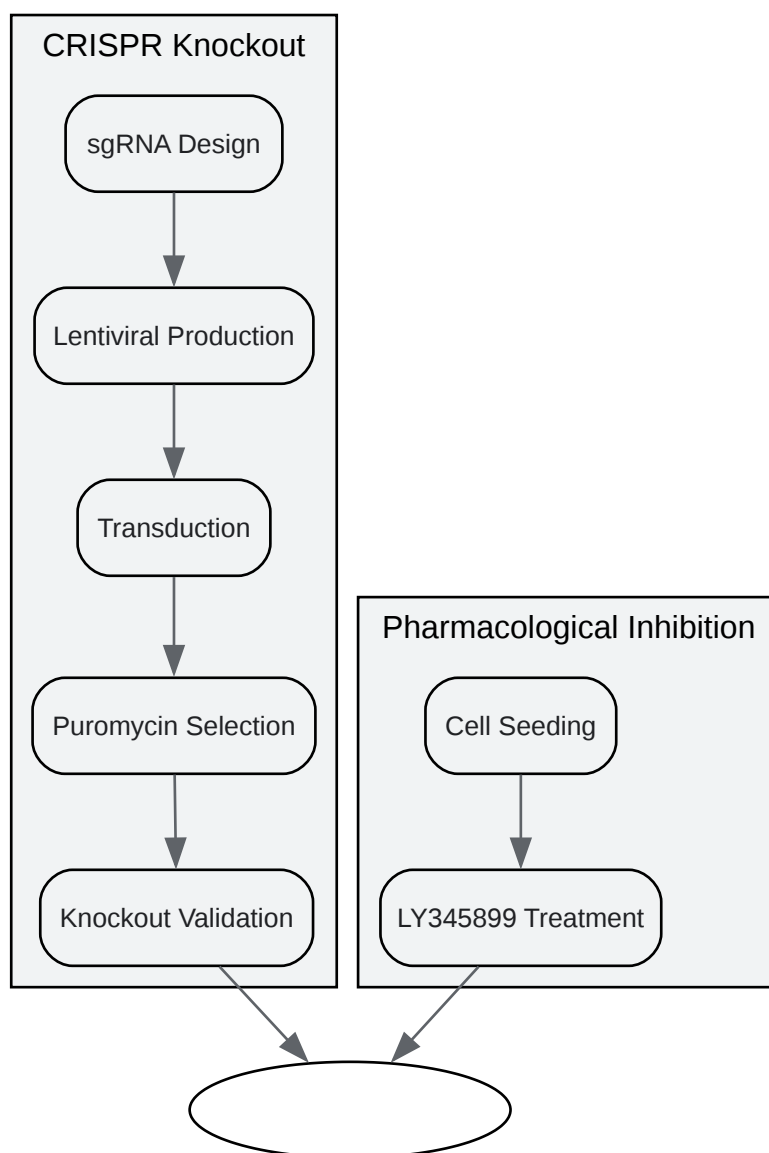 CRISPR Knockout
sgRNA Design
Lentiviral Production
Transduction
Puromycin Selection
Knockout Validation
Pharmacological Inhibition
Cell Seeding
LY345899 Treatment